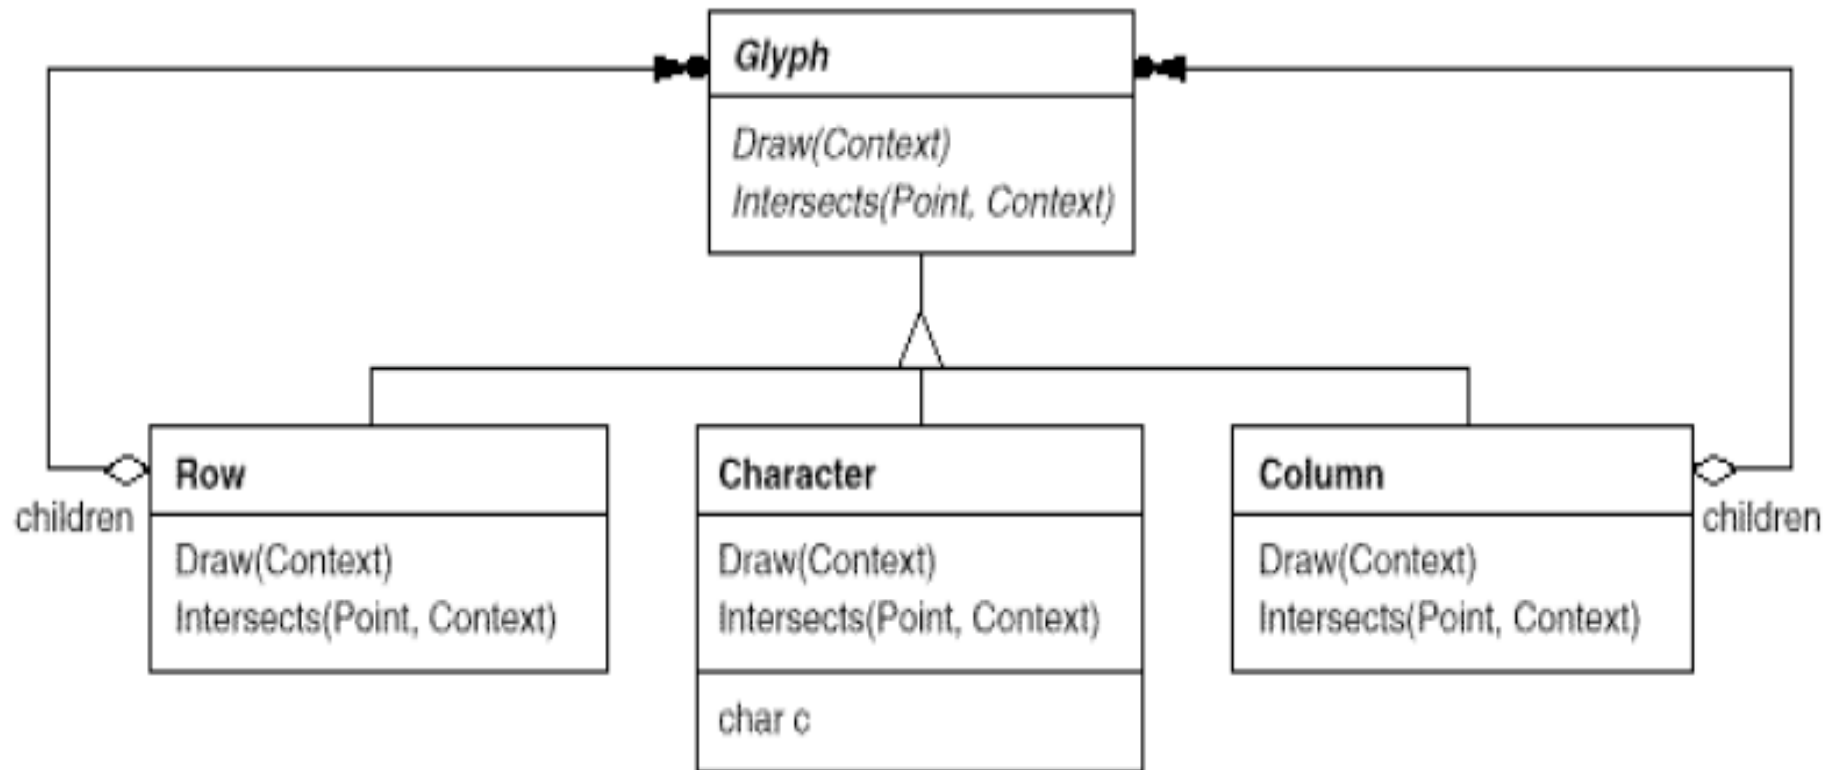 Glyph
Draw(Context)
Intersects(Point, Context)
children
Row
Draw(Context)
Intersects(Point, Context)
Character
Draw(Context)
Intersects(Point, Context)
char c
Column
Draw(Context)
Intersects(Point, Context)
children